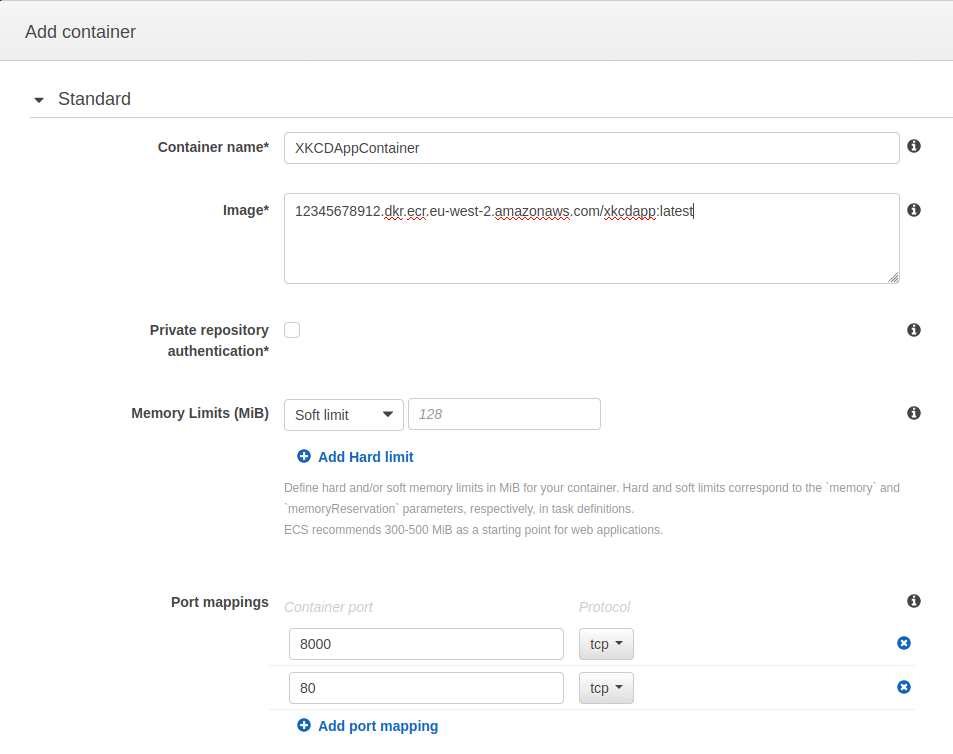 Add container
Standard
Container name*
XKCDAppContainer
Image*
12345678912.dkr.ecr.eu-west-2.amazonaws.com/xkcdapp:latest
Private repository
authentication*
Memory Limits (MiB)
Soft limit
128
Add Hard limit
Define hard and/or soft memory limits in MiB for your container. Hard and soft limits correspond to the `memory` and
`memoryReservation` parameters, respectively, in task definitions.
ECS recommends 300-500 MiB as a starting point for web applications.
Port mappings
Container port
Protocol
8000
tcp
80
tcp
Add port mapping